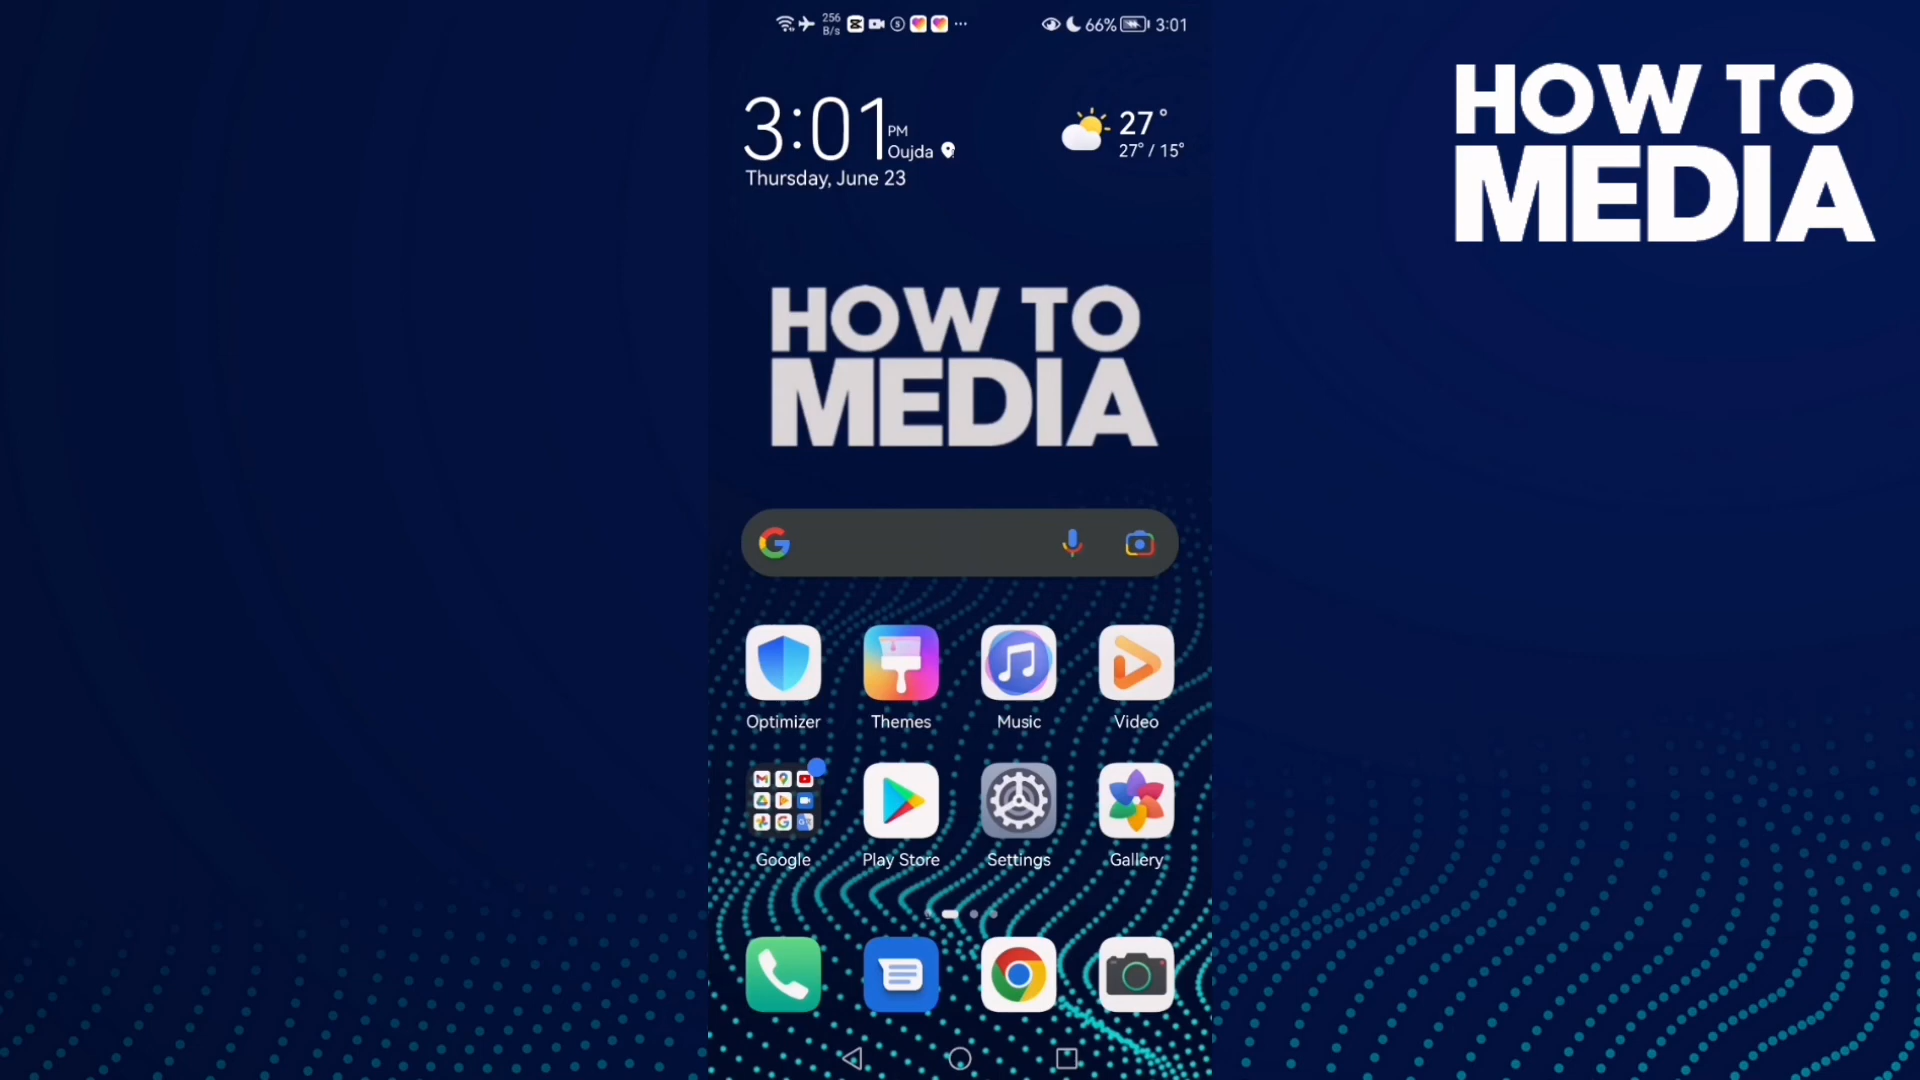 256
B/s
66%
3:01
HOW TO
MEDIA
3:01
PM
Oujda
Thursday, June 23
27°
27° / 15°
HOW TO
MEDIA
Optimizer
Themes
Music
Video
Google
Play Store
Settings
Gallery